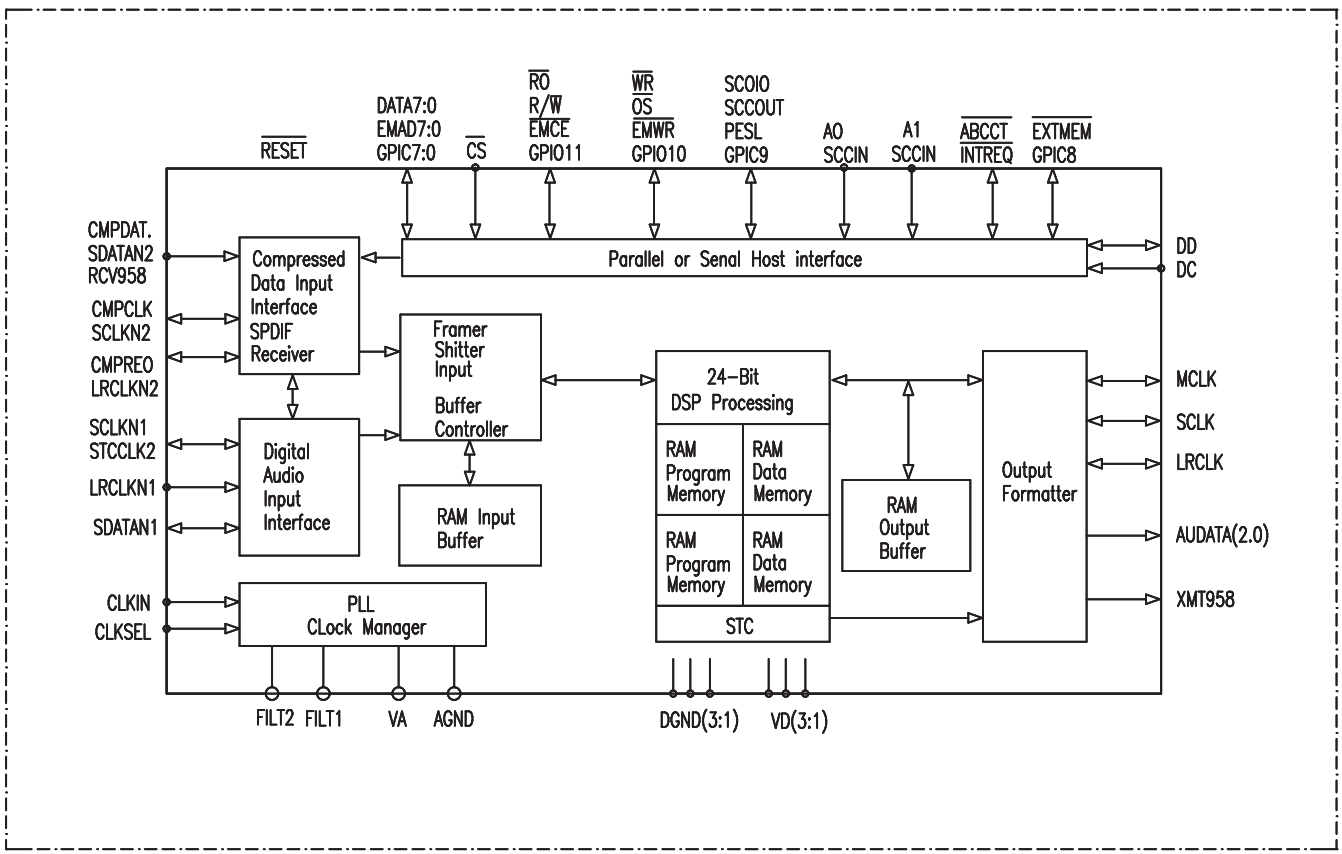 RESET
DATA7:0
EMAD7:0
GPIC7:0
CS
RO
R/W
EMCE
GPIO11
WR
OS
EMWR
GPIO10
SCOIO
SCCOUT
PESL
GPIC9
A0
SCCIN
A1
SCCIN
ABCCT
INTREQ
EXTMEM
GPIC8
CMPDAT.
SDATAN2
RCV958
CMPCLK
SCLKN2
CMPREO
LRCLKN2
SCLKN1
STCCLK2
LRCLKN1
SDATAN1
CLKIN
CLKSEL
Compressed
Data Input
Interface
SPDIF
Receiver
Parallel or Senal Host interface
DD
DC
Framer
Shitter
Input
Buffer
Controller
Digital
Audio
Input
Interface
RAM Input
Buffer
PLL
CLock Manager
24-Bit
DSP Processing
RAM
Program
Memory
RAM
Data
Memory
RAM
Program
Memory
RAM
Data
Memory
STC
RAM
Output
Buffer
Output
Formatter
MCLK
SCLK
LRCLK
AUDATA(2.0)
XMT958
FILT2
FILT1
VA
AGND
DGND(3:1)
VD(3:1)